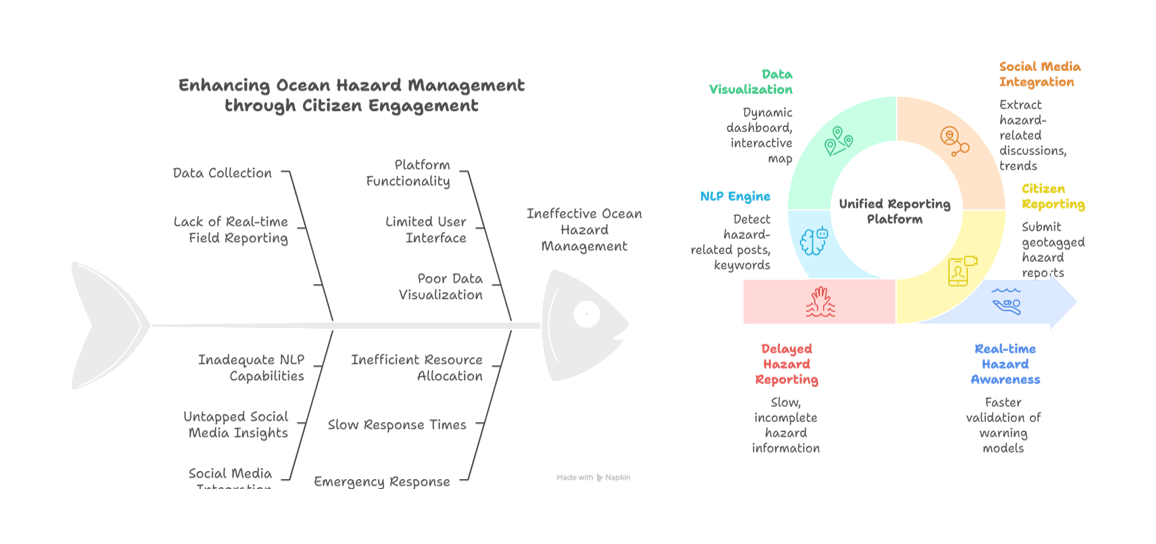 Enhancing Ocean Hazard Management
through Citizen Engagement
Data Collection
Lack of Real-time
Field Reporting
Platform
Functionality
Limited User
Interface
Poor Data
Visualization
Ineffective Ocean
Hazard
Management
Inadequate NLP
Capabilities
Untapped Social
Media Insights
Social Media
Integration
Inefficient Resource
Allocation
Slow Response Times
Emergency Response
Made with Napkin
Data
Visualization
Dynamic
dashboard,
interactive
map
Social Media
Integration
Extract
hazard-
related
discussions,
trends
NLP Engine
Detect
hazard-
related posts,
keywords
Unified Reporting
Platform
Citizen
Reporting
Submit
geotagged
hazard
reports
Delayed
Hazard
Reporting
Slow,
incomplete
hazard
information
Real-time
Hazard
Awareness
Faster
validation of
warning
models